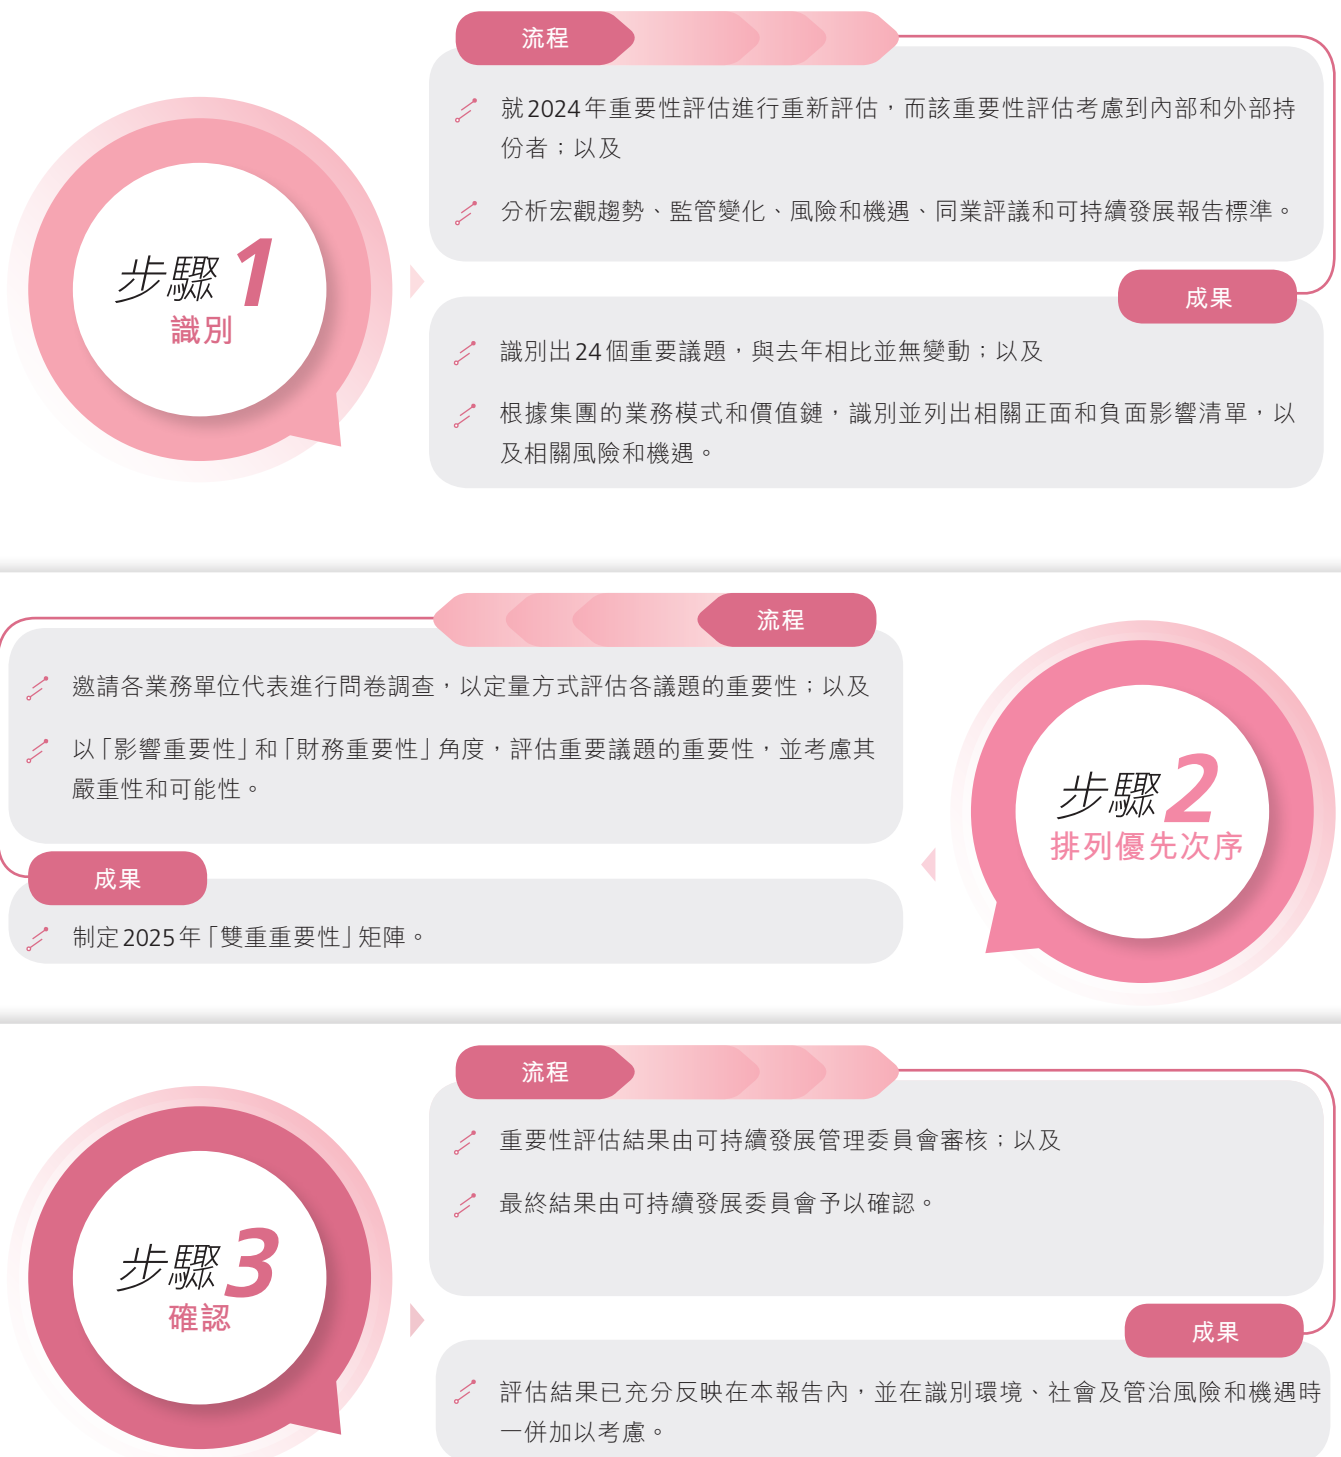 流程
就2024年重要性評估進行重新評估，而該重要性評估考慮到內部和外部持
份者；以及
分析宏觀趨勢、監管變化、風險和機遇、同業評議和可持續發展報告標準。
步驟1
識別
成果
識別出24個重要議題，與去年相比並無變動；以及
根據集團的業務模式和價值鏈，識別並列出相關正面和負面影響清單，以
及相關風險和機遇。
流程
邀請各業務單位代表進行問卷調查，以定量方式評估各議題的重要性；以及
以「影響重要性」和「財務重要性」角度，評估重要議題的重要性，並考慮其
嚴重性和可能性。
步驟2
排列優先次序
成果
制定2025年「雙重重要性」矩陣。
流程
重要性評估結果由可持續發展管理委員會審核；以及
最終結果由可持續發展委員會予以確認。
步驟3
確認
成果
評估結果已充分反映在本報告內，並在識別環境、社會及管治風險和機遇時
一併加以考慮。